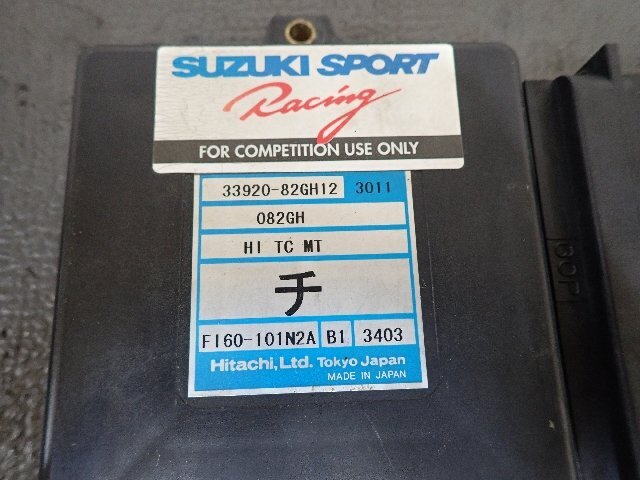 SUZUKI SPORT
Racing
FOR COMPETITION USE ONLY
33920-82GH12 3011
082GH
HI TC MT
チ
F160-101N2A B1 3403
Hitachi, Ltd. Tokyo Japan
MADE IN JAPAN